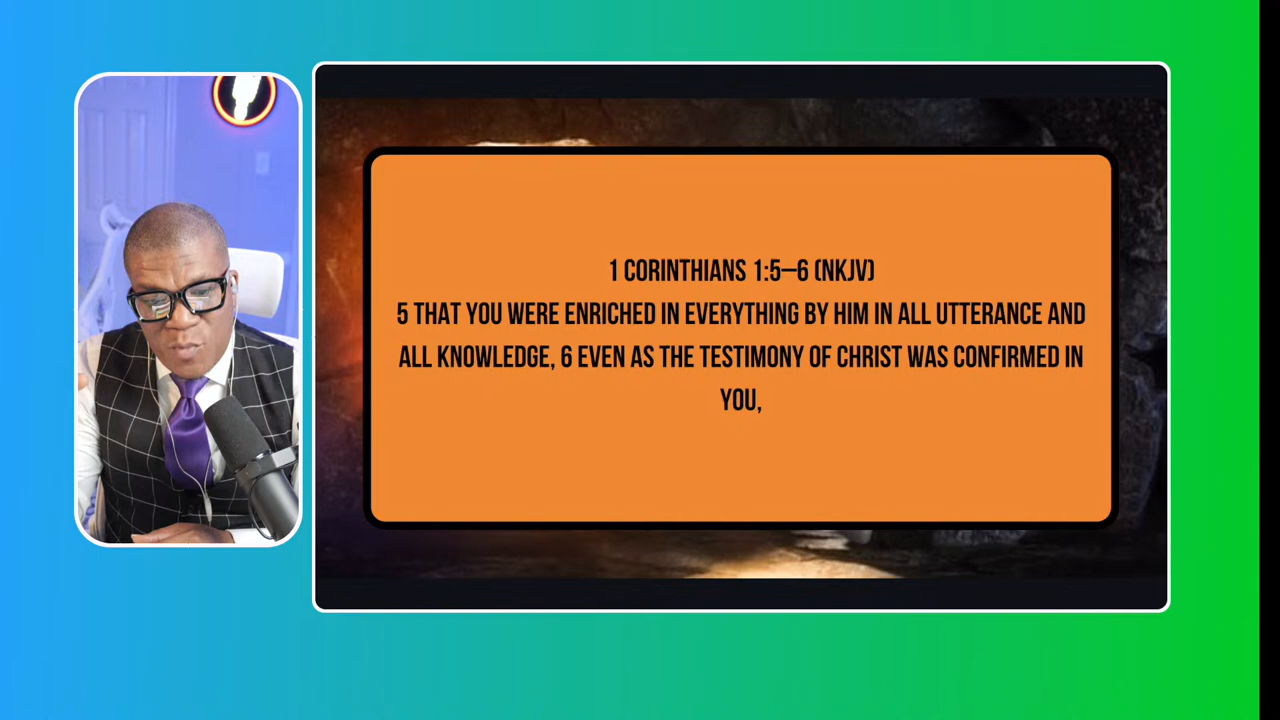 1 CORINTHIANS 1:5–6 (NKJV)
5 THAT YOU WERE ENRICHED IN EVERYTHING BY HIM IN ALL UTTERANCE AND
ALL KNOWLEDGE, 6 EVEN AS THE TESTIMONY OF CHRIST WAS CONFIRMED IN
YOU,